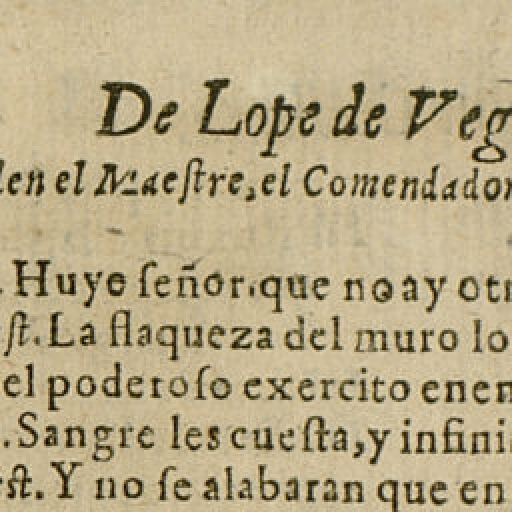 De Lope de Veg
len el Maeſtre, el Comendador
. Huye ſeñor, que no ay otr
ſt. La flaqueza del muro lo
el poderoſo exercito enem
. Sangre les cueſta, y infini
eſt. Y no ſe alabaran que en